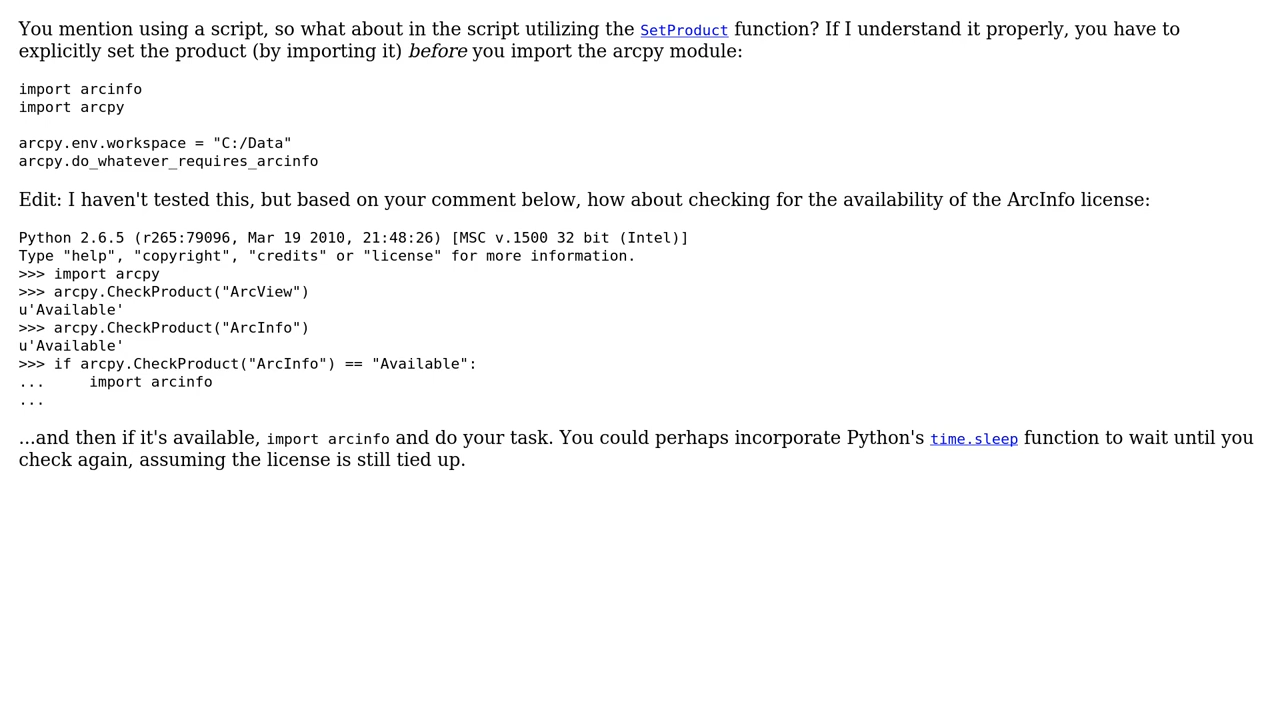 You mention using a script, so what about in the script utilizing the SetProduct function? If I understand it properly, you have to
explicitly set the product (by importing it) before you import the arcpy module:
import arcinfo
import arcpy
arcpy.env.workspace = "C:/Data"
arcpy.do_whatever_requires_arcinfo
Edit: I haven't tested this, but based on your comment below, how about checking for the availability of the ArcInfo license:
Python 2.6.5 (r265:79096, Mar 19 2010, 21:48:26) [MSC v.1500 32 bit (Intel)]
Type "help", "copyright", "credits" or "license" for more information.
>>> import arcpy
>>> arcpy.CheckProduct("ArcView")
u'Available'
>>> arcpy.CheckProduct("ArcInfo")
u'Available'
>>> if arcpy.CheckProduct("ArcInfo") == "Available":
...     import arcinfo
...
...and then if it's available, import arcinfo and do your task. You could perhaps incorporate Python's time.sleep function to wait until you
check again, assuming the license is still tied up.